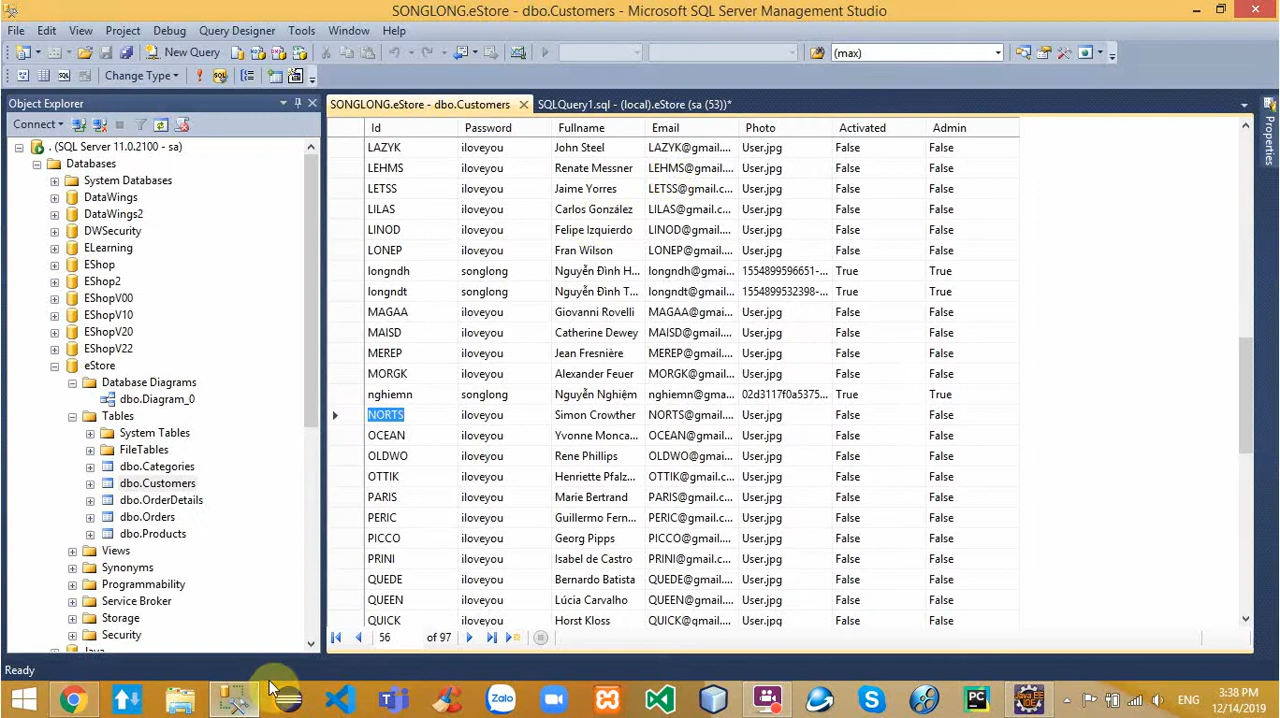 SONGLONG.eStore - dbo.Customers - Microsoft SQL Server Management Studio
File Edit View Project Debug Query Designer Tools Window Help
New Query (max)
Change Type
Object Explorer
Connect
. (SQL Server 11.0.2100 - sa)
Databases
System Databases
DataWings
DataWings2
DWSecurity
ELearning
EShop
EShop2
EShopV00
EShopV10
EShopV20
EShopV22
eStore
Database Diagrams
dbo.Diagram_0
Tables
System Tables
FileTables
dbo.Categories
dbo.Customers
dbo.OrderDetails
dbo.Orders
dbo.Products
Views
Synonyms
Programmability
Service Broker
Storage
Security
SONGLONG.eStore - dbo.Customers SQLQuery1.sql - (local).eStore (sa (53))*
Id Password Fullname Email Photo Activated Admin
LAZYK iloveyou John Steel LAZYK@gmail.... User.jpg False False
LEHMS iloveyou Renate Messner LEHMS@gmail.... User.jpg False False
LETSS iloveyou Jaime Yorres LETSS@gmail.c... User.jpg False False
LILAS iloveyou Carlos González LILAS@gmail.c... User.jpg False False
LINOD iloveyou Felipe Izquierdo LINOD@gmail.... User.jpg False False
LONEP iloveyou Fran Wilson LONEP@gmail.... User.jpg False False
longndh songlong Nguyễn Đình H... longndh@gmai... 1554899596651-... True True
longndt songlong Nguyễn Đình T... longndt@gmai... 1554899532398-... True True
MAGAA iloveyou Giovanni Rovelli MAGAA@gmail.... User.jpg False False
MAISD iloveyou Catherine Dewey MAISD@gmail.... User.jpg False False
MEREP iloveyou Jean Fresnière MEREP@gmail.... User.jpg False False
MORGK iloveyou Alexander Feuer MORGK@gmail.... User.jpg False False
nghiemn songlong Nguyễn Nghiệm nghiemn@gmai... 02d3117f0a5375... True True
NORTS iloveyou Simon Crowther NORTS@gmail.... User.jpg False False
OCEAN iloveyou Yvonne Monca... OCEAN@gmail.... User.jpg False False
OLDWO iloveyou Rene Phillips OLDWO@gmail.... User.jpg False False
OTTIK iloveyou Henriette Pfalz... OTTIK@gmail.c... User.jpg False False
PARIS iloveyou Marie Bertrand PARIS@gmail.c... User.jpg False False
PERIC iloveyou Guillermo Fern... PERIC@gmail.c... User.jpg False False
PICCO iloveyou Georg Pipps PICCO@gmail.c... User.jpg False False
PRINI iloveyou Isabel de Castro PRINI@gmail.c... User.jpg False False
QUEDE iloveyou Bernardo Batista QUEDE@gmail.... User.jpg False False
QUEEN iloveyou Lúcia Carvalho QUEEN@gmail.... User.jpg False False
QUICK iloveyou Horst Kloss QUICK@gmail.... User.jpg False False
56 of 97
Properties
Ready
Zalo
PC
Java EE
IDE
ENG
3:38 PM
12/14/2019